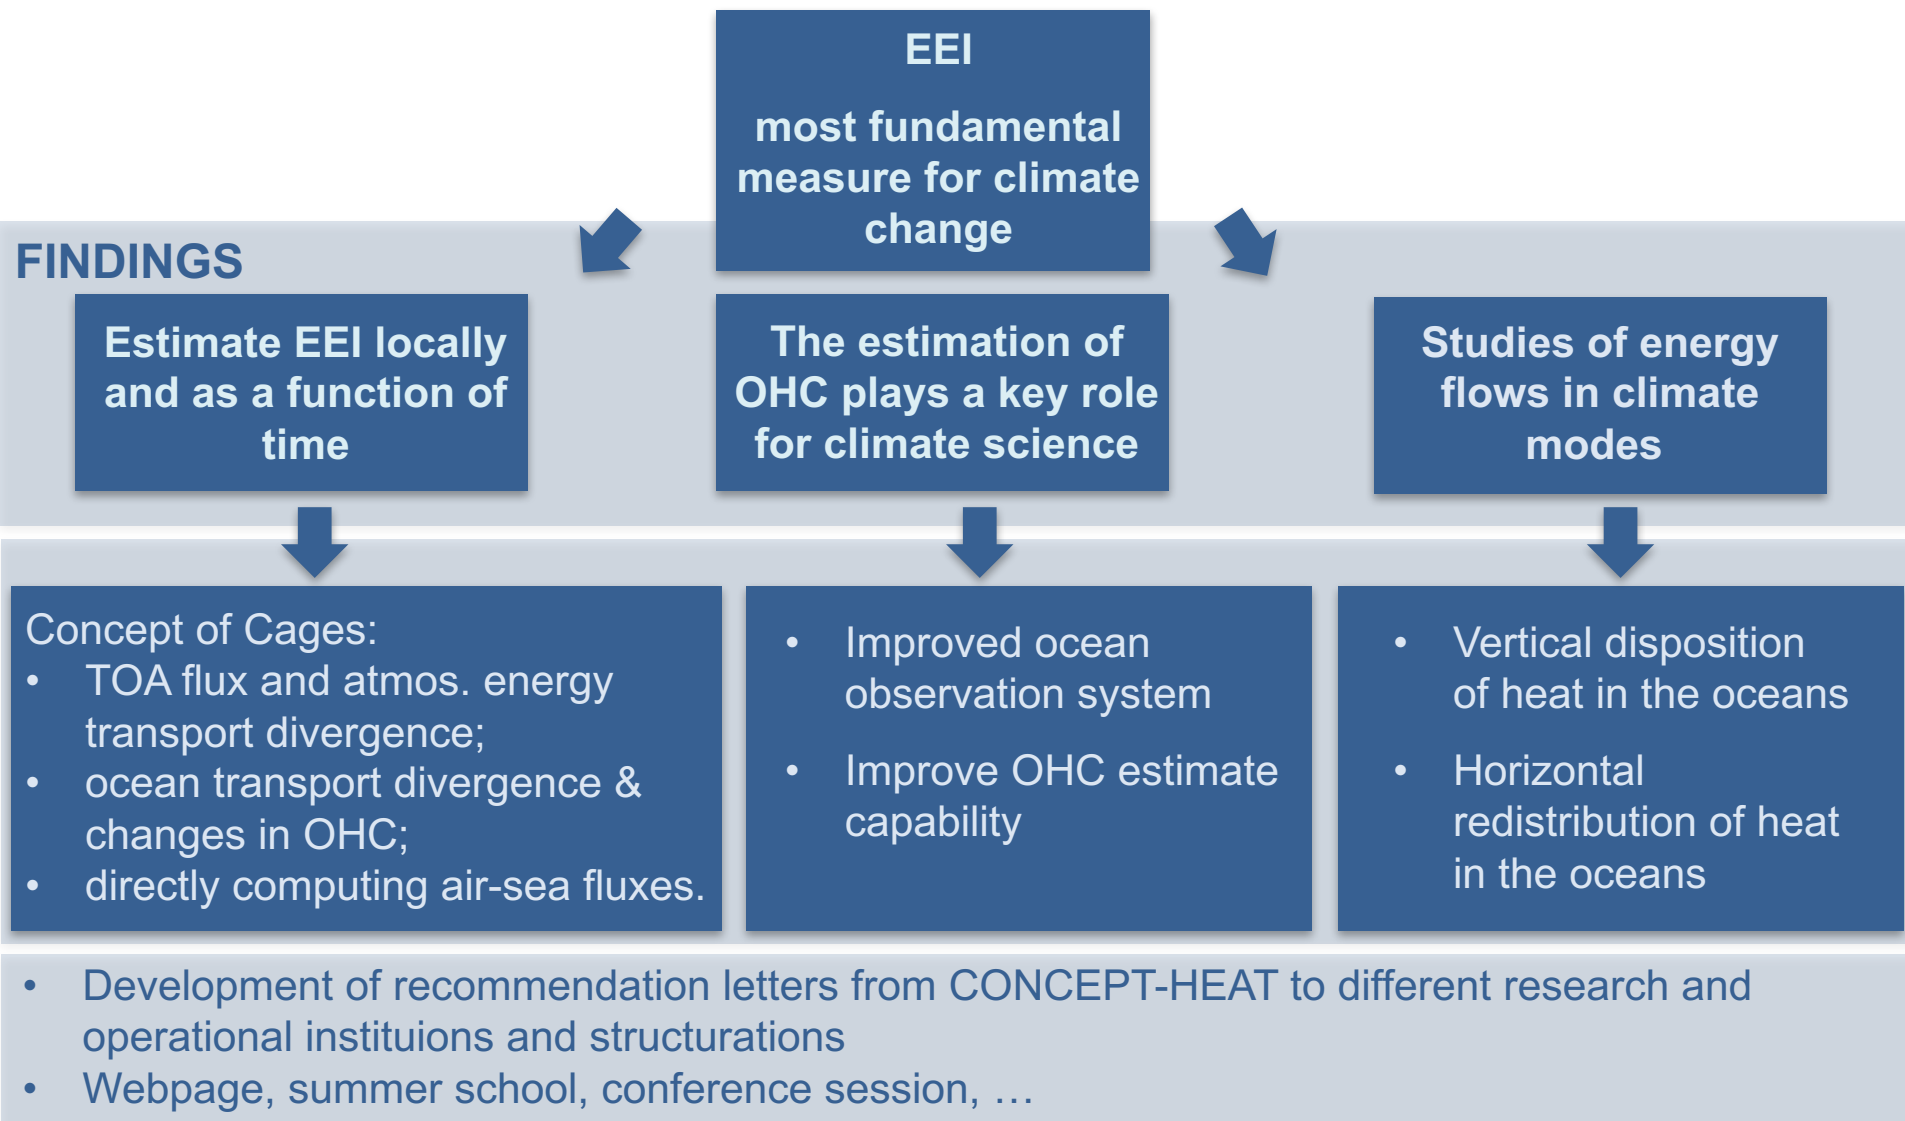 EEI
most fundamental
measure for climate
change
FINDINGS
Estimate EEI locally
and as a function of
time
The estimation of
OHC plays a key role
for climate science
Studies of energy
flows in climate
modes
Concept of Cages:
• TOA flux and atmos. energy
transport divergence;
• ocean transport divergence &
changes in OHC;
• directly computing air-sea fluxes.
• Improved ocean
observation system
• Improve OHC estimate
capability
• Vertical disposition
of heat in the oceans
• Horizontal
redistribution of heat
in the oceans
• Development of recommendation letters from CONCEPT-HEAT to different research and
operational instituions and structurations
• Webpage, summer school, conference session, …